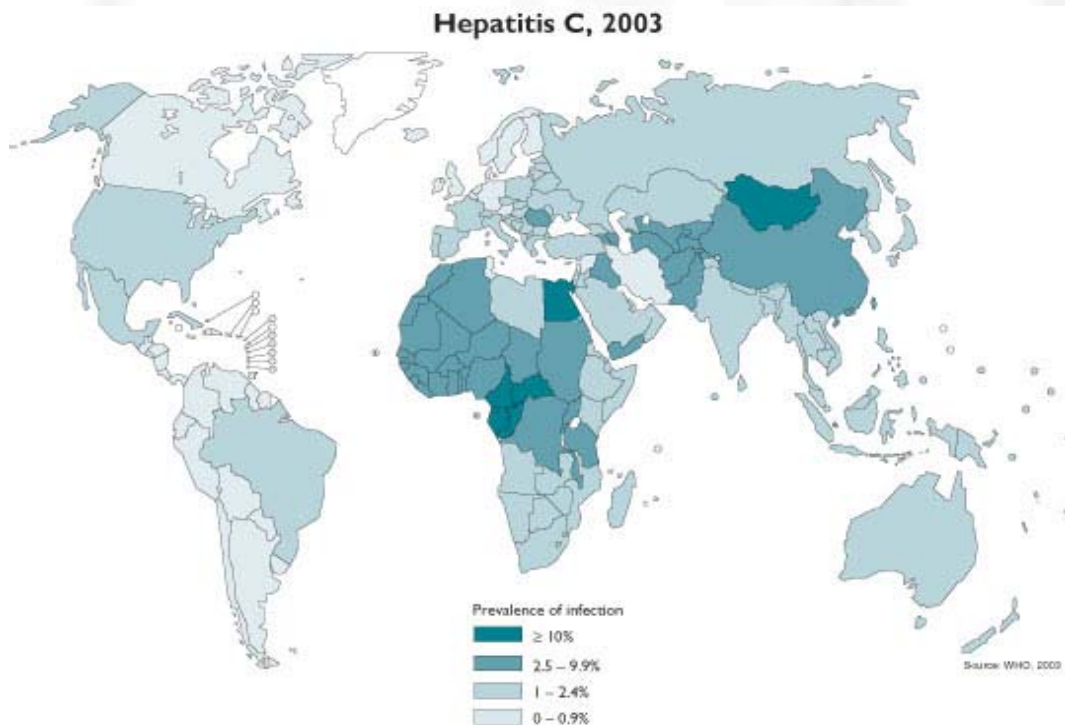 Hepatitis C, 2003
Prevalence of infection
≥ 10%
2.5 – 9.9%
1 – 2.4%
0 – 0.9%
Source: WHO, 2003